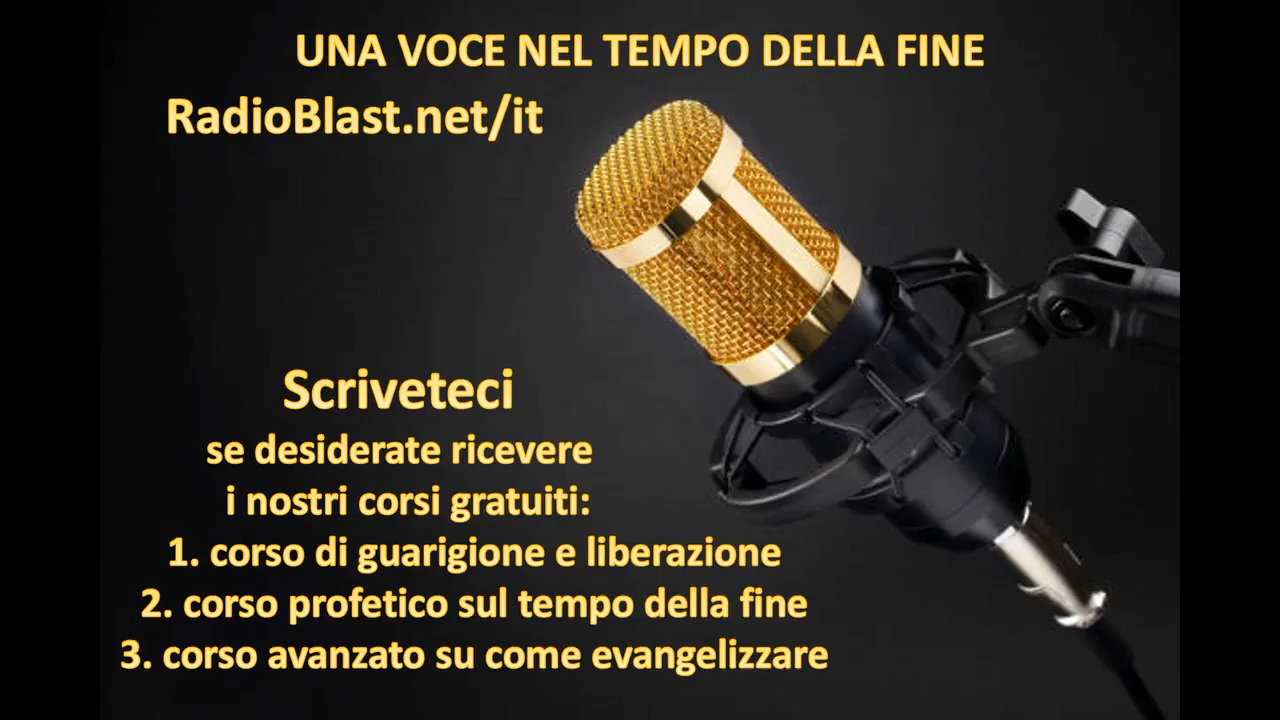 UNA VOCE NEL TEMPO DELLA FINE
RadioBlast.net/it
Scriveteci
se desiderate ricevere
i nostri corsi gratuiti:
1. corso di guarigione e liberazione
2. corso profetico sul tempo della fine
3. corso avanzato su come evangelizzare